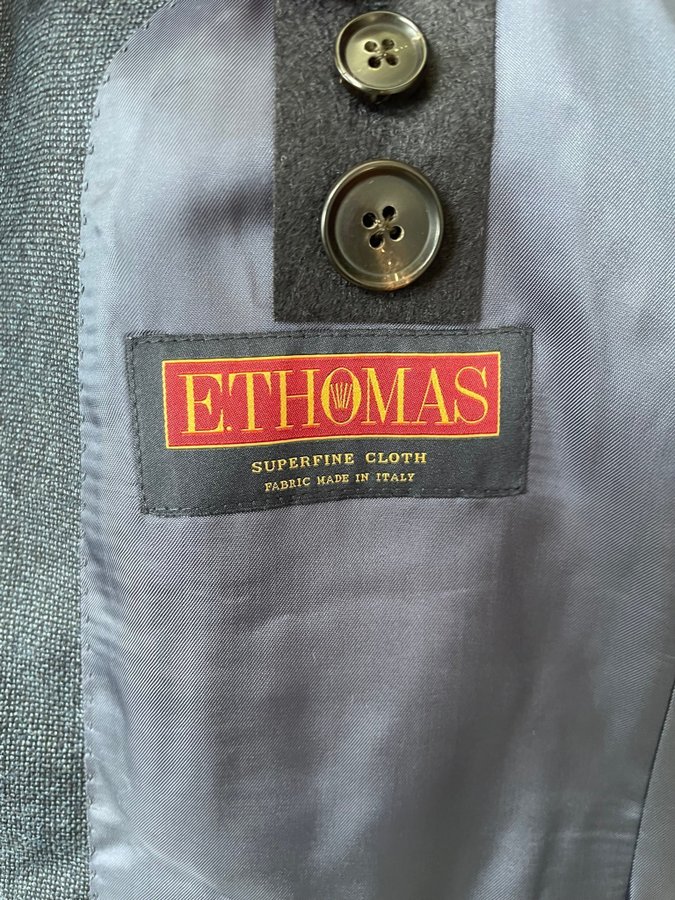 E.THOMAS
SUPERFINE CLOTH
FABRIC MADE IN ITALY